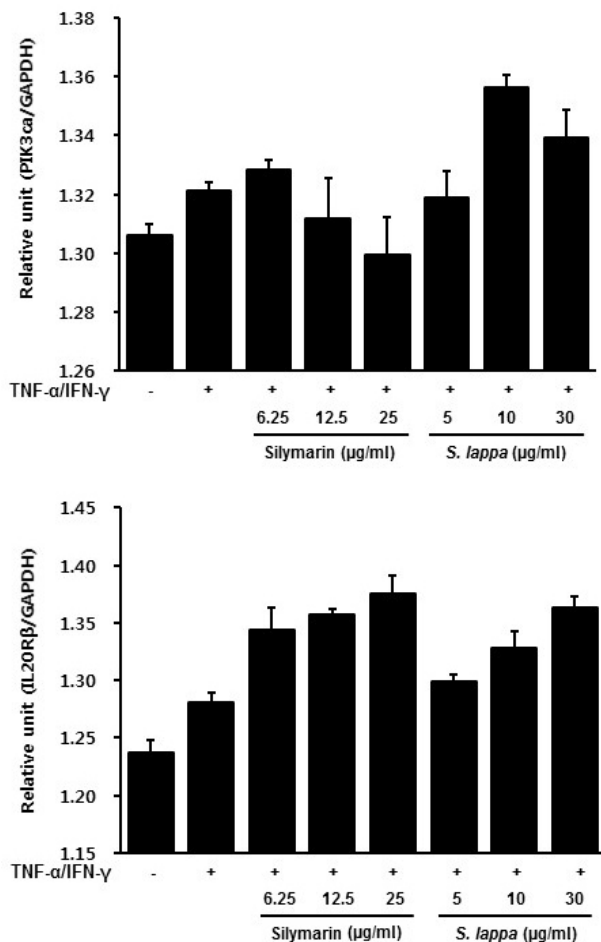 Relative unit (PIK3ca/GAPDH)
1.38
1.36
1.34
1.32
1.30
1.28
1.26
TNF-α/IFN-γ - + + + + + + +
6.25 12.5 25 5 10 30
Silymarin (µg/ml) S. lappa (µg/ml)
Relative unit (IL20Rβ/GAPDH)
1.45
1.40
1.35
1.30
1.25
1.20
1.15
TNF-α/IFN-γ - + + + + + + +
6.25 12.5 25 5 10 30
Silymarin (µg/ml) S. lappa (µg/ml)